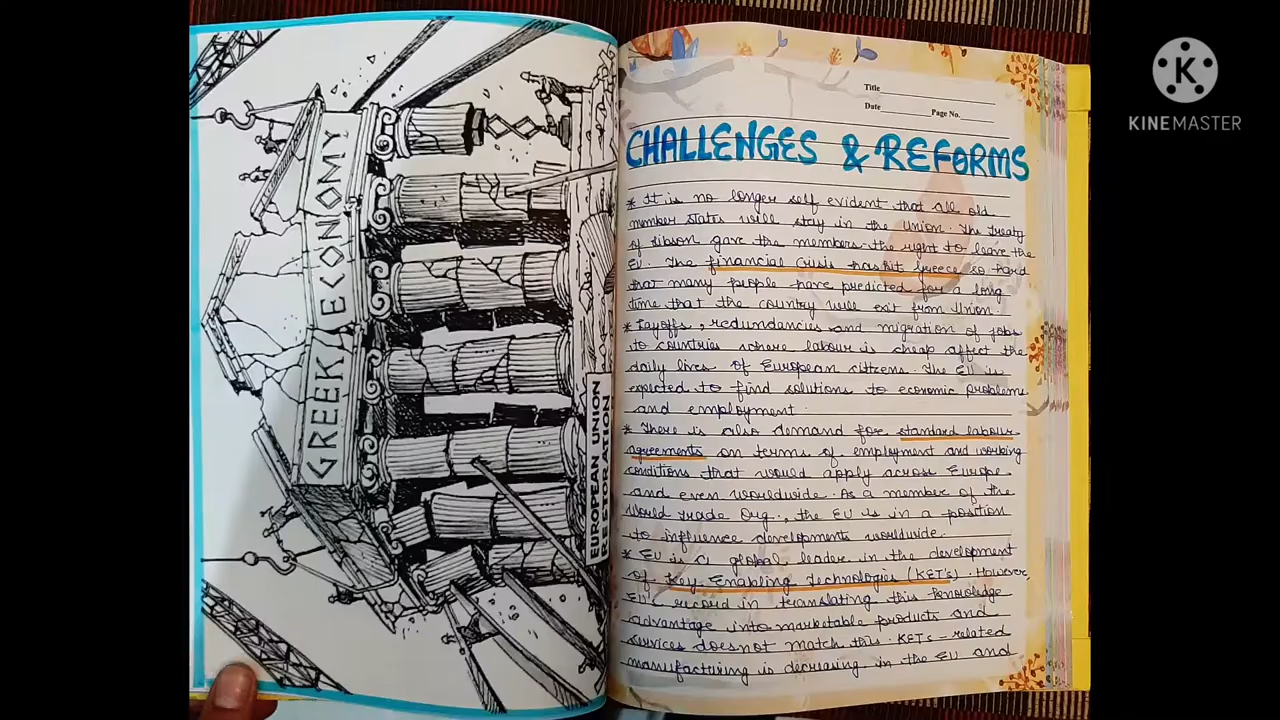 GREEK ECONOMY
EUROPEAN UNION
RESTORATION
Title
Date Page No.
CHALLENGES & REFORMS
* It is no longer self evident that all old
member states will stay in the Union. The treaty
of Libson gave the members the right to leave the
EU. The financial crisis has hit Greece so hard
that many people have predicted for a long
time that the country will exit from Union.
* Layoffs, redundancies and migration of jobs
to countries where labour is cheap affect the
daily lives of European citizens. The EU is
expected to find solutions to economic problems
and employment.
* There is also demand for standard labour
agreements on terms of employment and working
conditions that would apply across Europe
and even worldwide. As a member of the
World Trade Org., the EU is in a position
to influence developments worldwide.
* EU is a global leader in the development
of Key Enabling Technologies (KET's). However,
EU's record in translating this knowledge
advantage into marketable products and
services does not match this. KETs-related
manufacturing is decreasing in the EU and
KINEMASTER